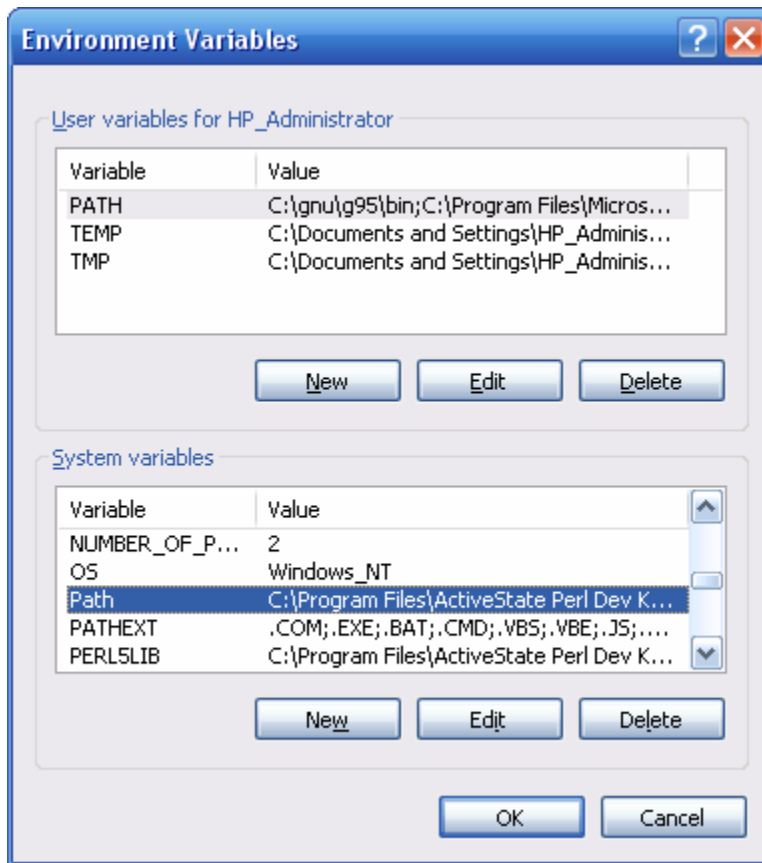 Environment Variables
User variables for HP_Administrator
Variable Value
PATH C:\gnu\g95\bin;C:\Program Files\Micros...
TEMP C:\Documents and Settings\HP_Adminis...
TMP C:\Documents and Settings\HP_Adminis...
New Edit Delete
System variables
Variable Value
NUMBER_OF_P... 2
OS Windows_NT
Path C:\Program Files\ActiveState Perl Dev K...
PATHEXT .COM;.EXE;.BAT;.CMD;.VBS;.VBE;.JS;....
PERL5LIB C:\Program Files\ActiveState Perl Dev K...
New Edit Delete
OK Cancel